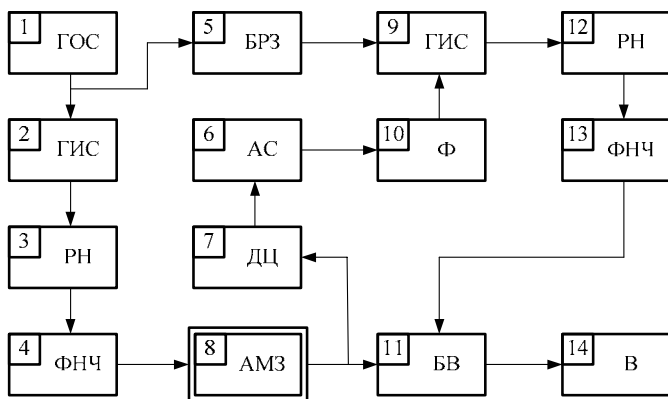 1 ГОС
5 БРЗ
9 ГИС
12 РН
2 ГИС
6 АС
10 Ф
13 ФНЧ
3 РН
7 ДЦ
4 ФНЧ
8 АМЗ
11 БВ
14 В